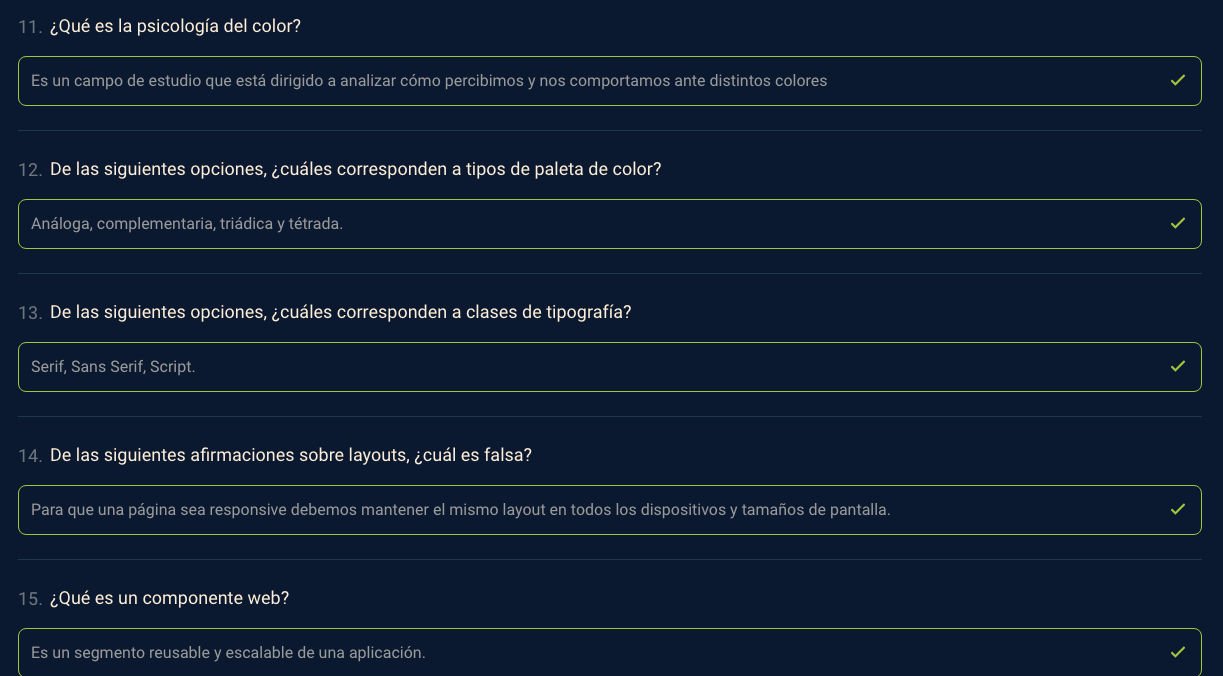 11. ¿Qué es la psicología del color?
Es un campo de estudio que está dirigido a analizar cómo percibimos y nos comportamos ante distintos colores
12. De las siguientes opciones, ¿cuáles corresponden a tipos de paleta de color?
Análoga, complementaria, triádica y tétrada.
13. De las siguientes opciones, ¿cuáles corresponden a clases de tipografía?
Serif, Sans Serif, Script.
14. De las siguientes afirmaciones sobre layouts, ¿cuál es falsa?
Para que una página sea responsive debemos mantener el mismo layout en todos los dispositivos y tamaños de pantalla.
15. ¿Qué es un componente web?
Es un segmento reusable y escalable de una aplicación.